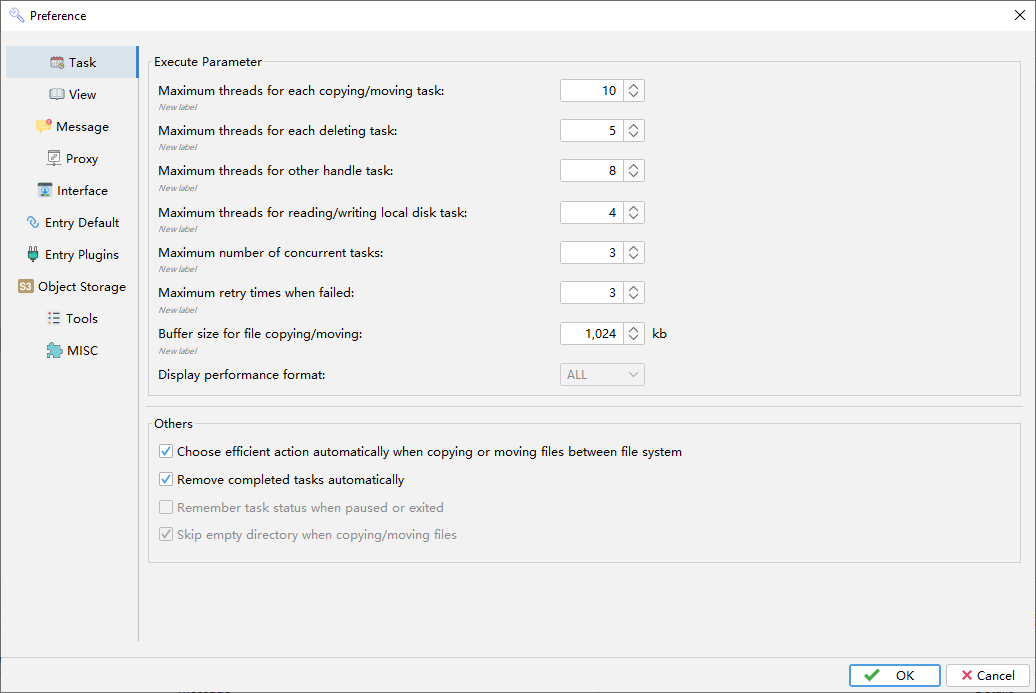 Preference
Task
View
Message
Proxy
Interface
Entry Default
Entry Plugins
S3 Object Storage
Tools
MISC
Execute Parameter
Maximum threads for each copying/moving task: 10
New label
Maximum threads for each deleting task: 5
New label
Maximum threads for other handle task: 8
New label
Maximum threads for reading/writing local disk task: 4
New label
Maximum number of concurrent tasks: 3
New label
Maximum retry times when failed: 3
New label
Buffer size for file copying/moving: 1,024 kb
New label
Display performance format: ALL
Others
Choose efficient action automatically when copying or moving files between file system
Remove completed tasks automatically
Remember task status when paused or exited
Skip empty directory when copying/moving files
OK Cancel